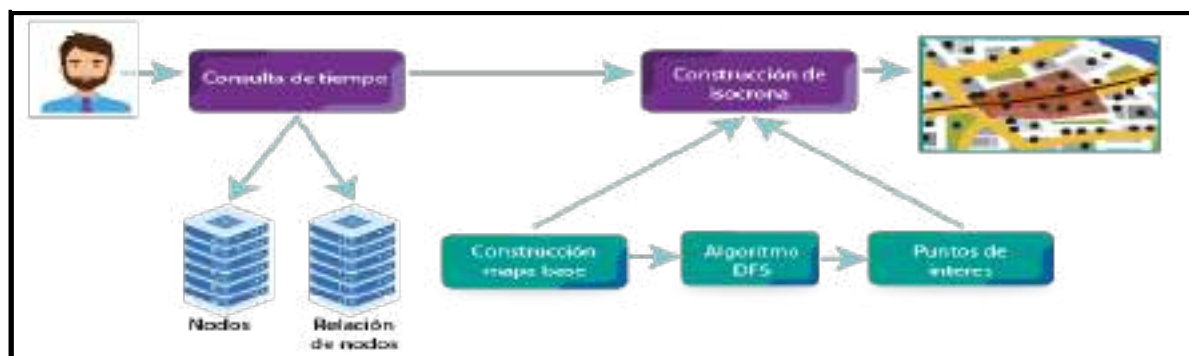 Consulta de tiempo
Construcción de
isocrona
Construcción
mapa base
Algoritmo
DFS
Puntos de
interes
Nodos
Relación
de nodos